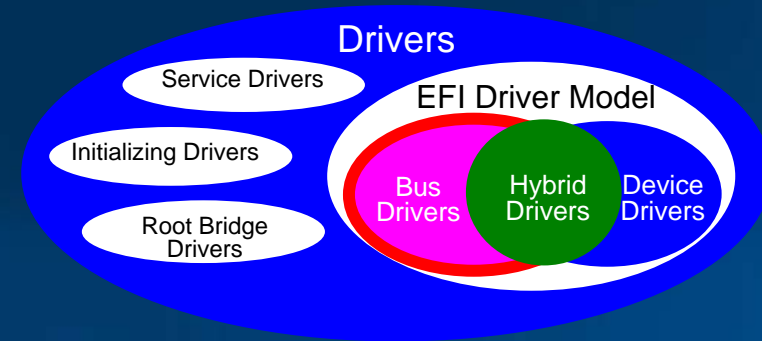 Drivers
Service Drivers
EFI Driver Model
Initializing Drivers
Bus
Drivers
Hybrid
Drivers
Device
Drivers
Root Bridge
Drivers